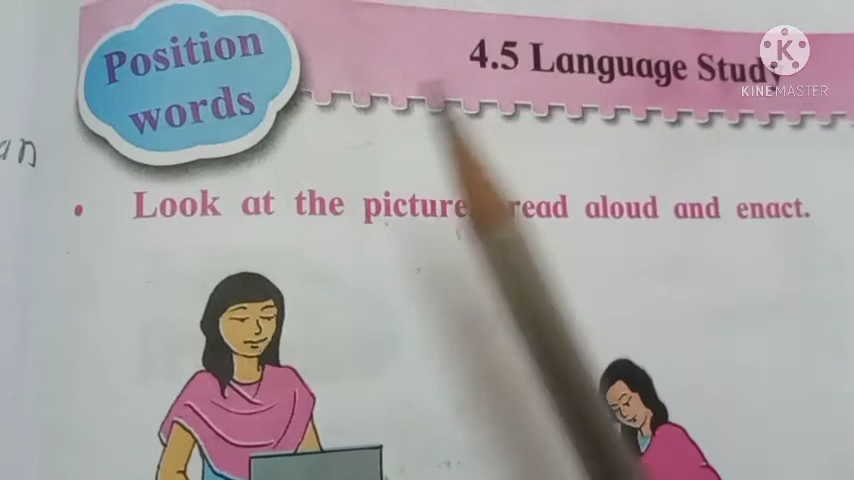 Position
words
4.5 Language Study
Look at the picture read aloud and enact.
KINEMASTER